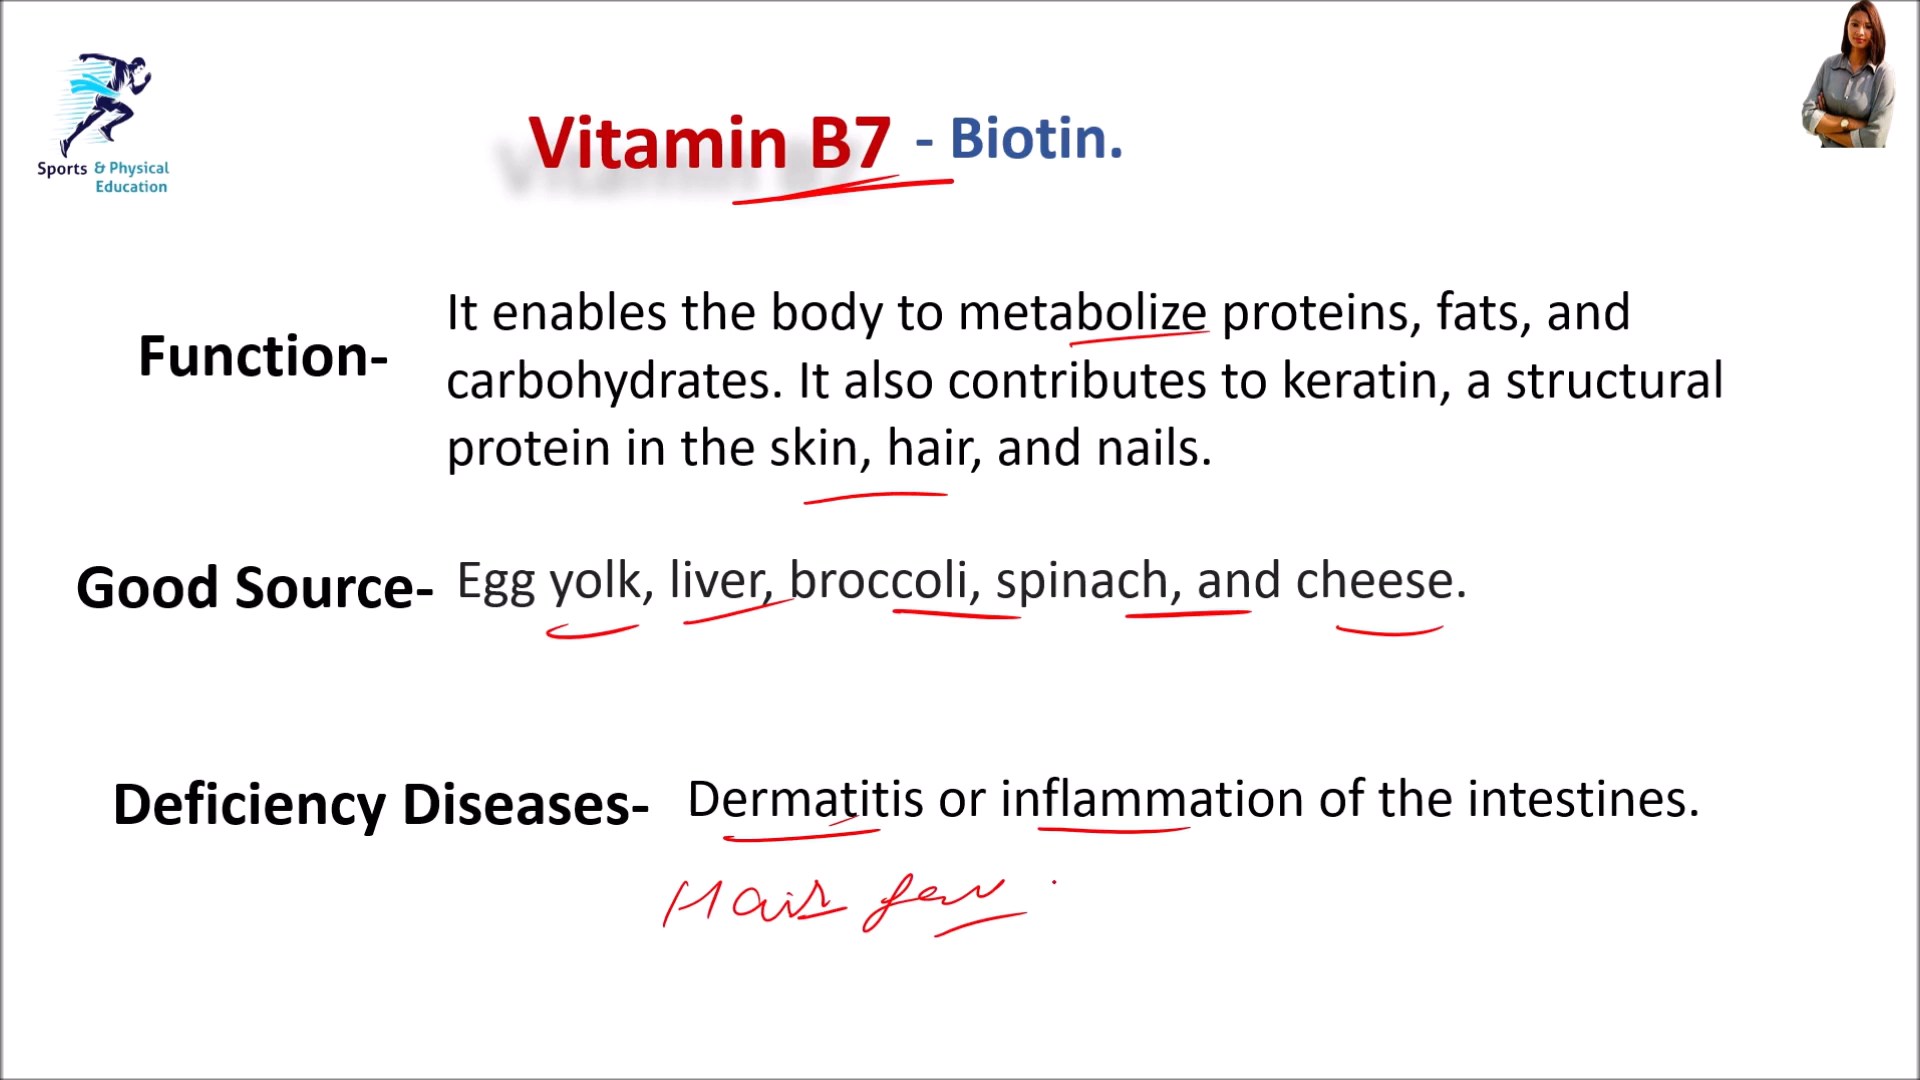 Sports & Physical
Education
Vitamin B7 - Biotin.
Function-
It enables the body to metabolize proteins, fats, and
carbohydrates. It also contributes to keratin, a structural
protein in the skin, hair, and nails.
Good Source- Egg yolk, liver, broccoli, spinach, and cheese.
Deficiency Diseases- Dermatitis or inflammation of the intestines.
Hair